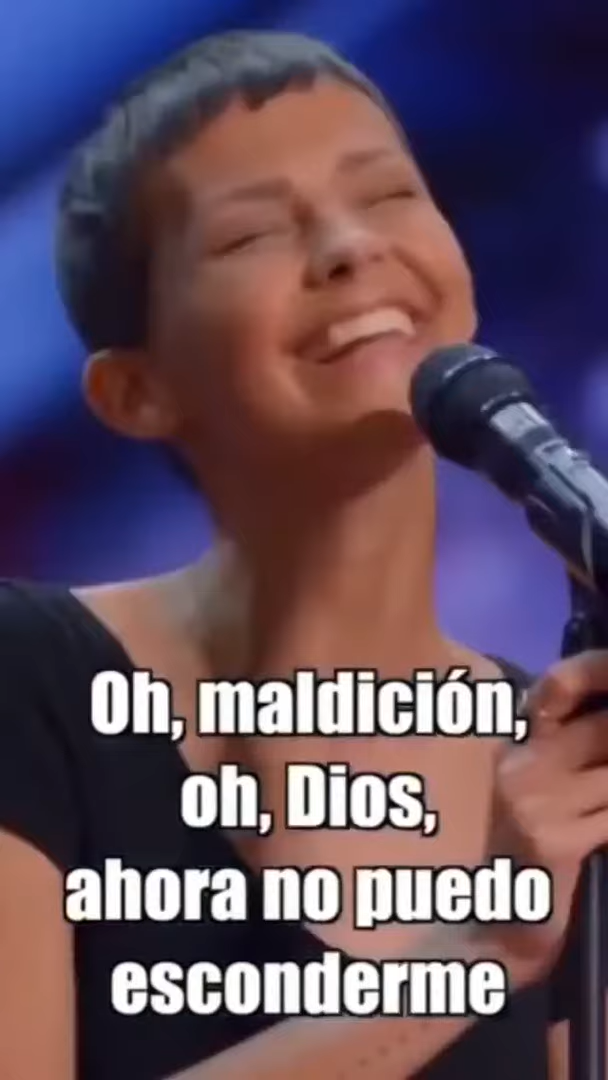 Oh, maldición,
oh, Dios,
ahora no puedo
esconderme